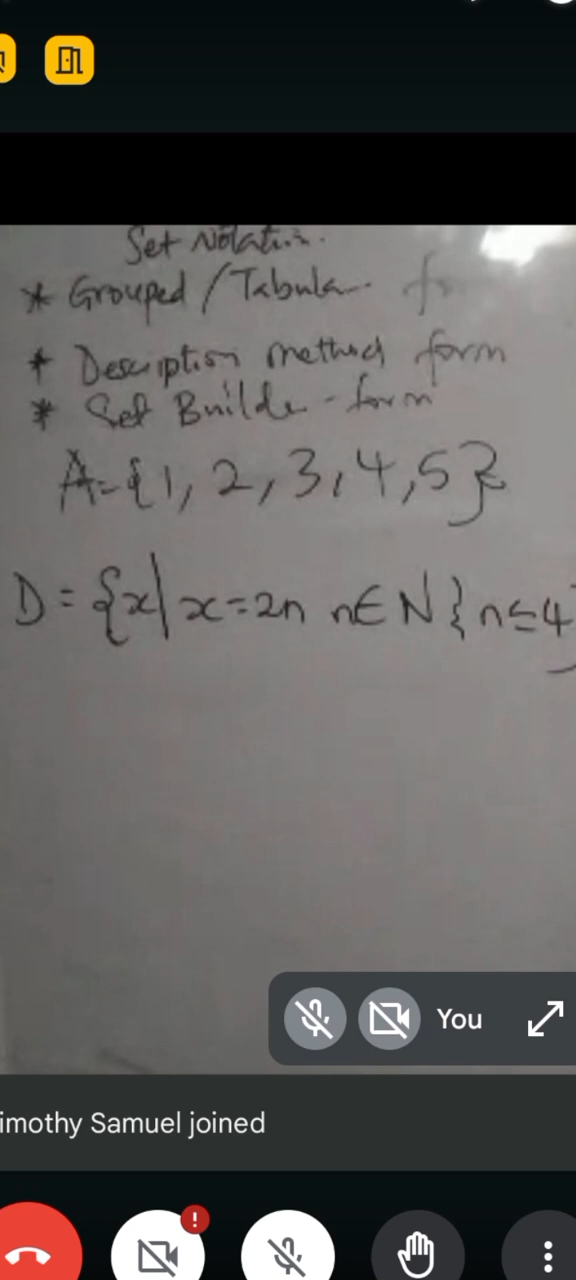 Set Notation.
* Grouped / Tabular
* Description method form
* Set Builder - form
A={1, 2, 3, 4, 5}
D = {x| x=2n n∈N { n≤4}
You
imothy Samuel joined
!